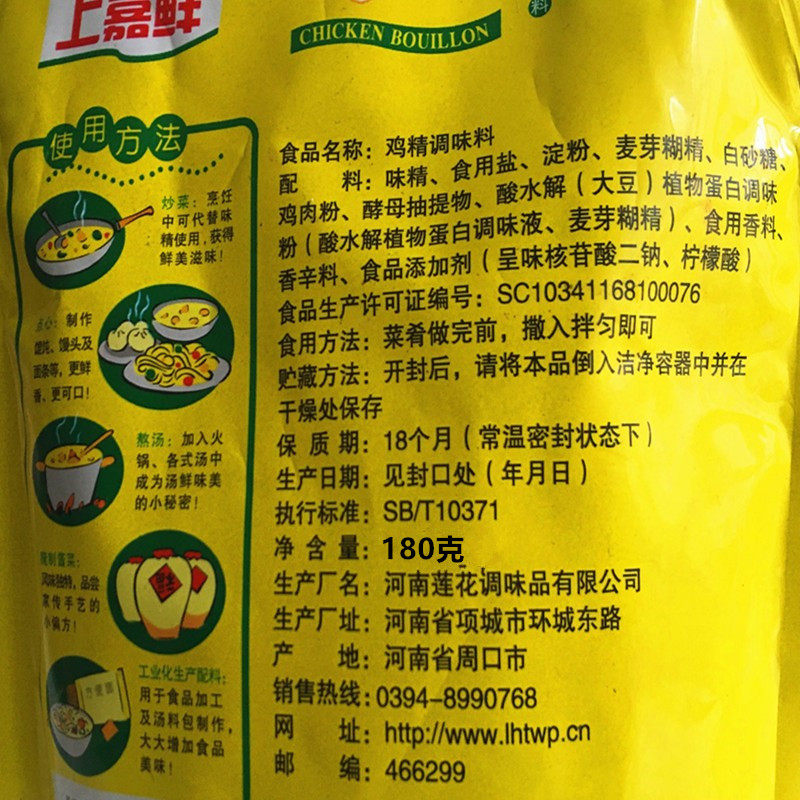 上嘉鲜
CHICKEN BOUILLON
料
使用方法
炒菜：烹饪
中可代替味
精使用，获得
鲜美滋味！
点心：制作
馄饨、馒头及
面条等，更鲜
香、更可口！
熬汤：加入火
锅、各式汤中
成为汤鲜味美
的小秘密！
腌制酱菜：
风味独特，品尝
家传手艺的
小偏方！
工业化生产配料：
用于食品加工
及汤料包制作，
大大增加食品
美味！
食品名称：鸡精调味料
配料：味精、食用盐、淀粉、麦芽糊精、白砂糖、
鸡肉粉、酵母抽提物、酸水解（大豆）植物蛋白调味
粉（酸水解植物蛋白调味液、麦芽糊精）、食用香料、
香辛料、食品添加剂（呈味核苷酸二钠、柠檬酸）
食品生产许可证编号：SC10341168100076
食用方法：菜肴做完前，撒入拌匀即可
贮藏方法：开封后，请将本品倒入洁净容器中并在
干燥处保存
保质期：18个月（常温密封状态下）
生产日期：见封口处（年月日）
执行标准：SB/T10371
净含量：180克
生产厂名：河南莲花调味品有限公司
生产厂址：河南省项城市环城东路
产地：河南省周口市
销售热线：0394-8990768
网址：http://www.lhtwp.cn
邮编：466299